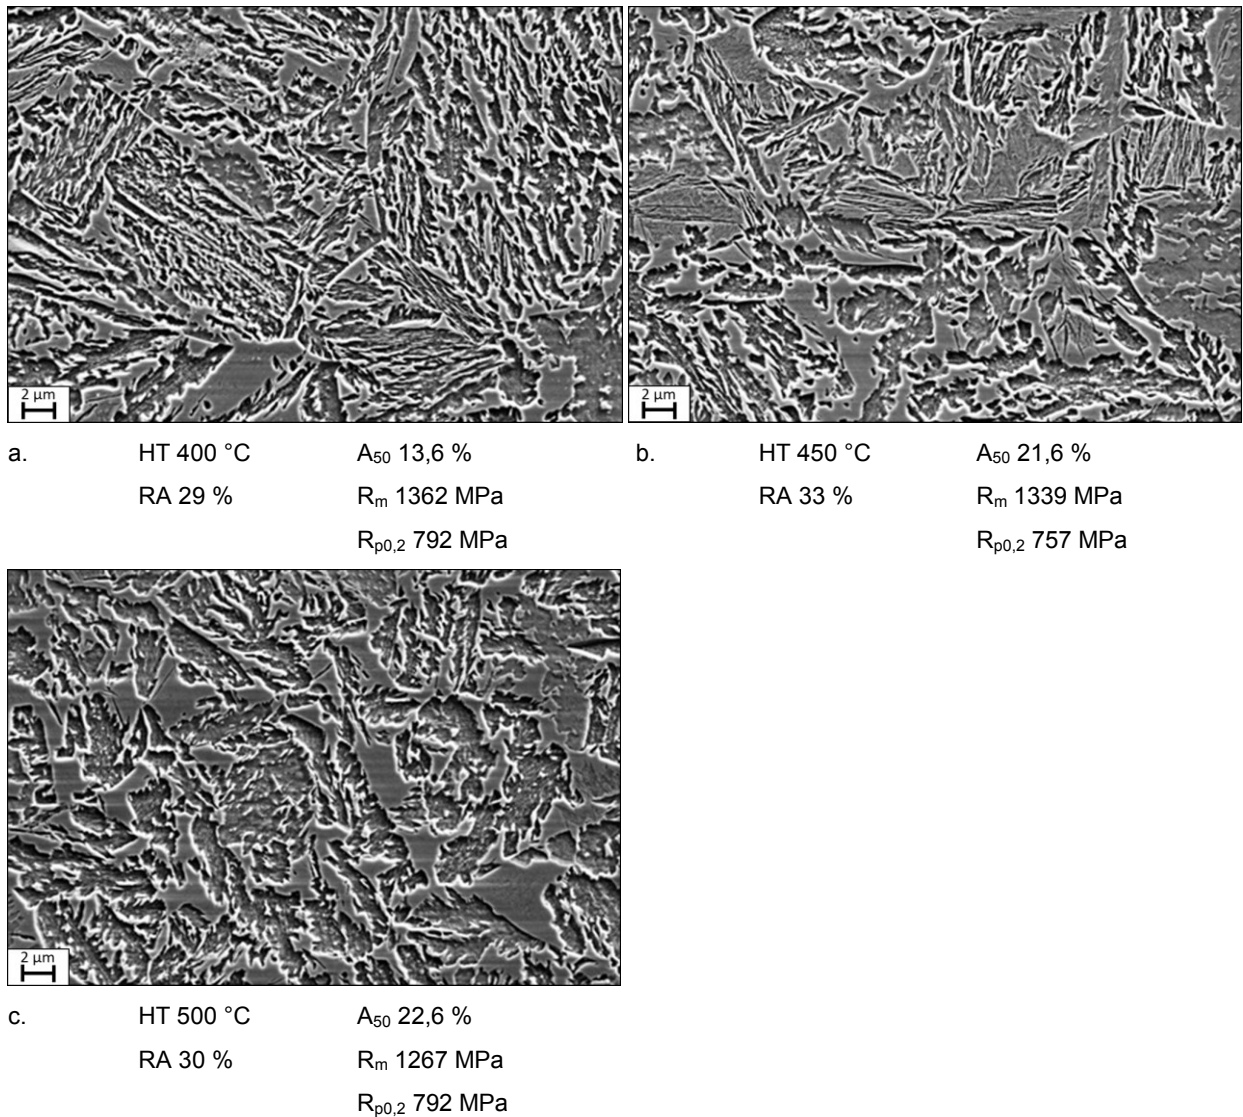 2 µm
2 µm
a. HT 400 °C A₅₀ 13,6 % b. HT 450 °C A₅₀ 21,6 %
RA 29 % Rₘ 1362 MPa RA 33 % Rₘ 1339 MPa
Rₚ₀,₂ 792 MPa Rₚ₀,₂ 757 MPa
2 µm
c. HT 500 °C A₅₀ 22,6 %
RA 30 % Rₘ 1267 MPa
Rₚ₀,₂ 792 MPa